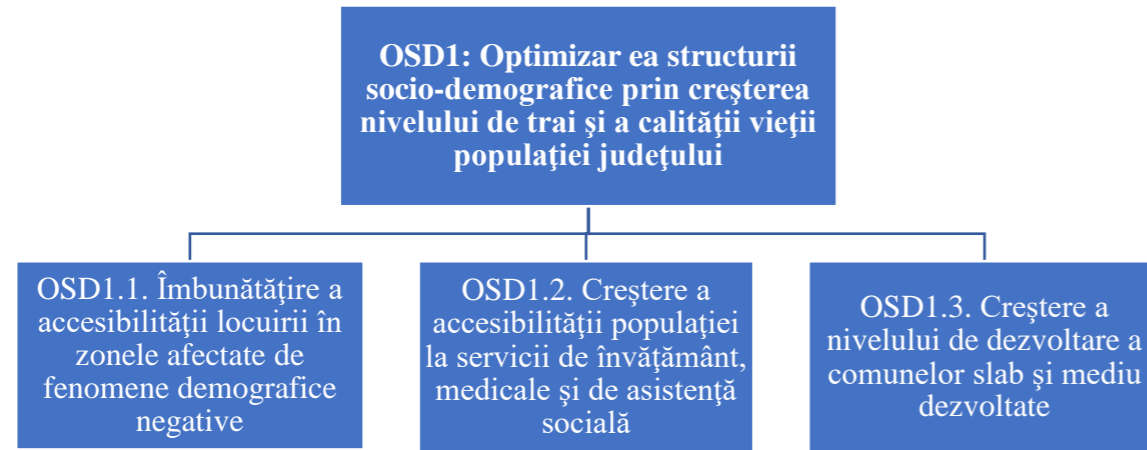 OSD1: Optimizar ea structurii
socio-demografice prin creşterea
nivelului de trai şi a calităţii vieţii
populaţiei judeţului
OSD1.1. Îmbunătăţire a
accesibilităţii locuirii în
zonele afectate de
fenomene demografice
negative
OSD1.2. Creştere a
accesibilităţii populaţiei
la servicii de învăţământ,
medicale şi de asistenţă
socială
OSD1.3. Creştere a
nivelului de dezvoltare a
comunelor slab şi mediu
dezvoltate